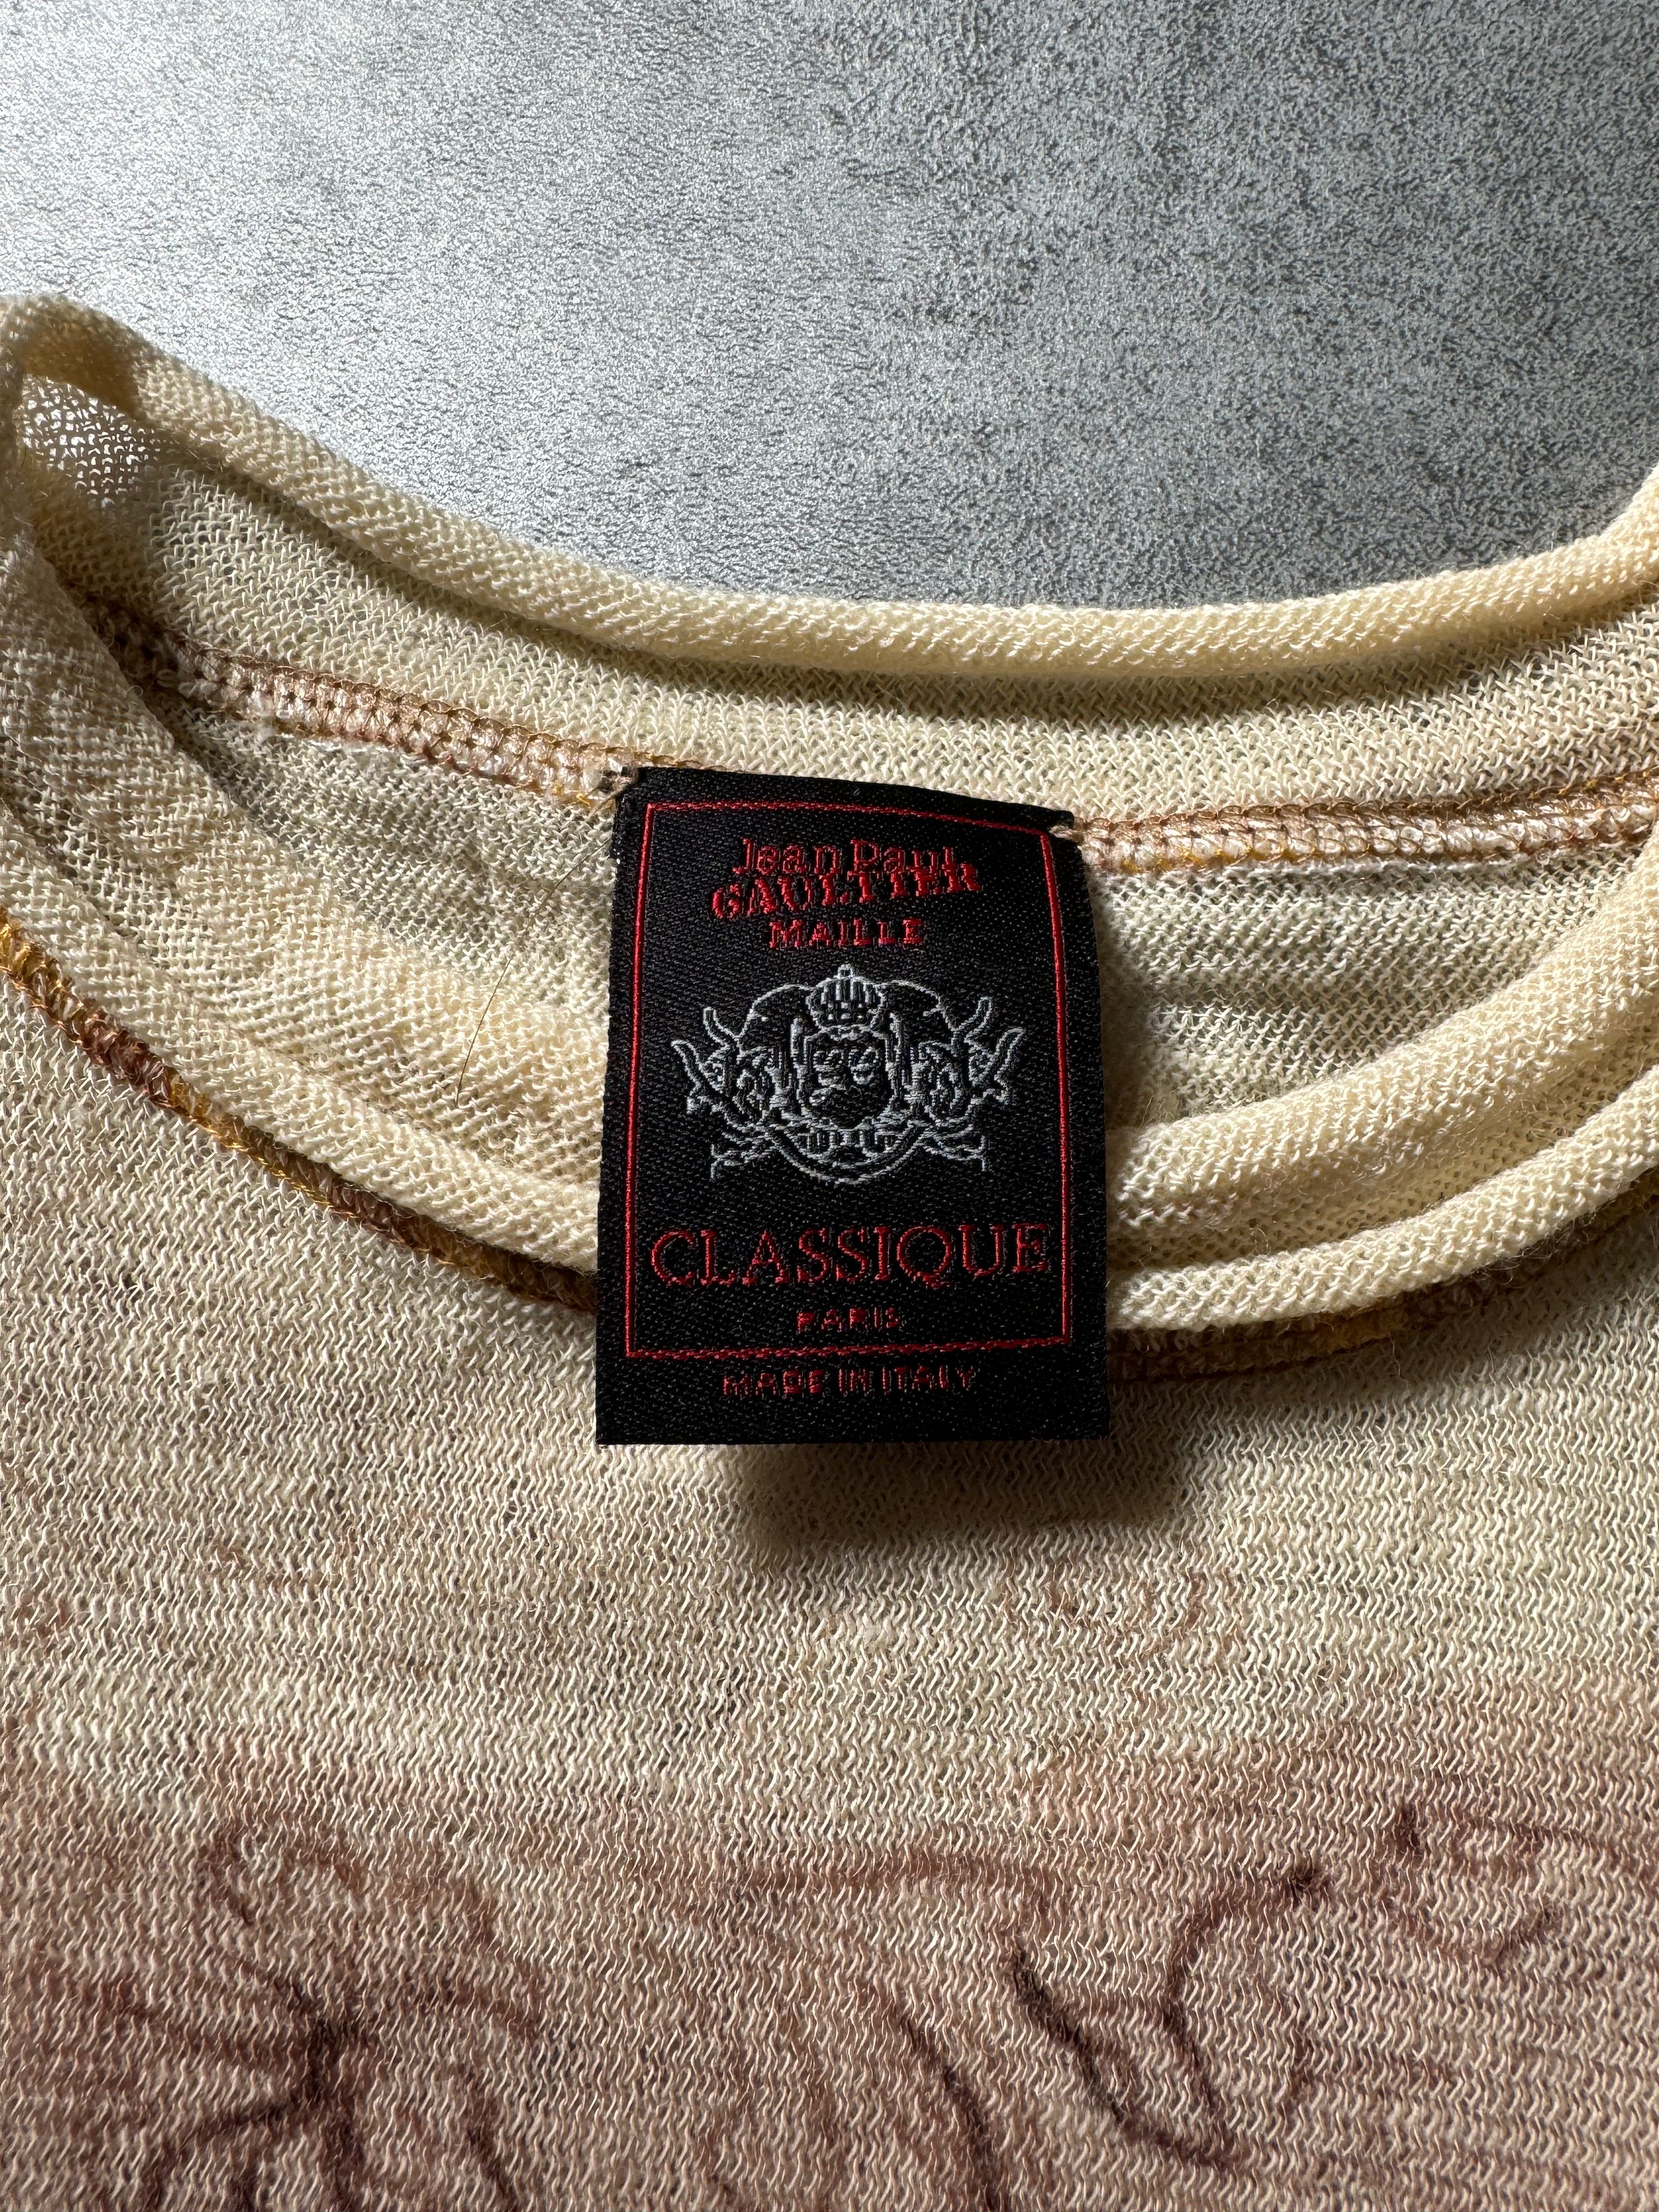 Jean Paul
GAULTIER
MAILLE
CLASSIQUE
PARIS
MADE IN ITALY